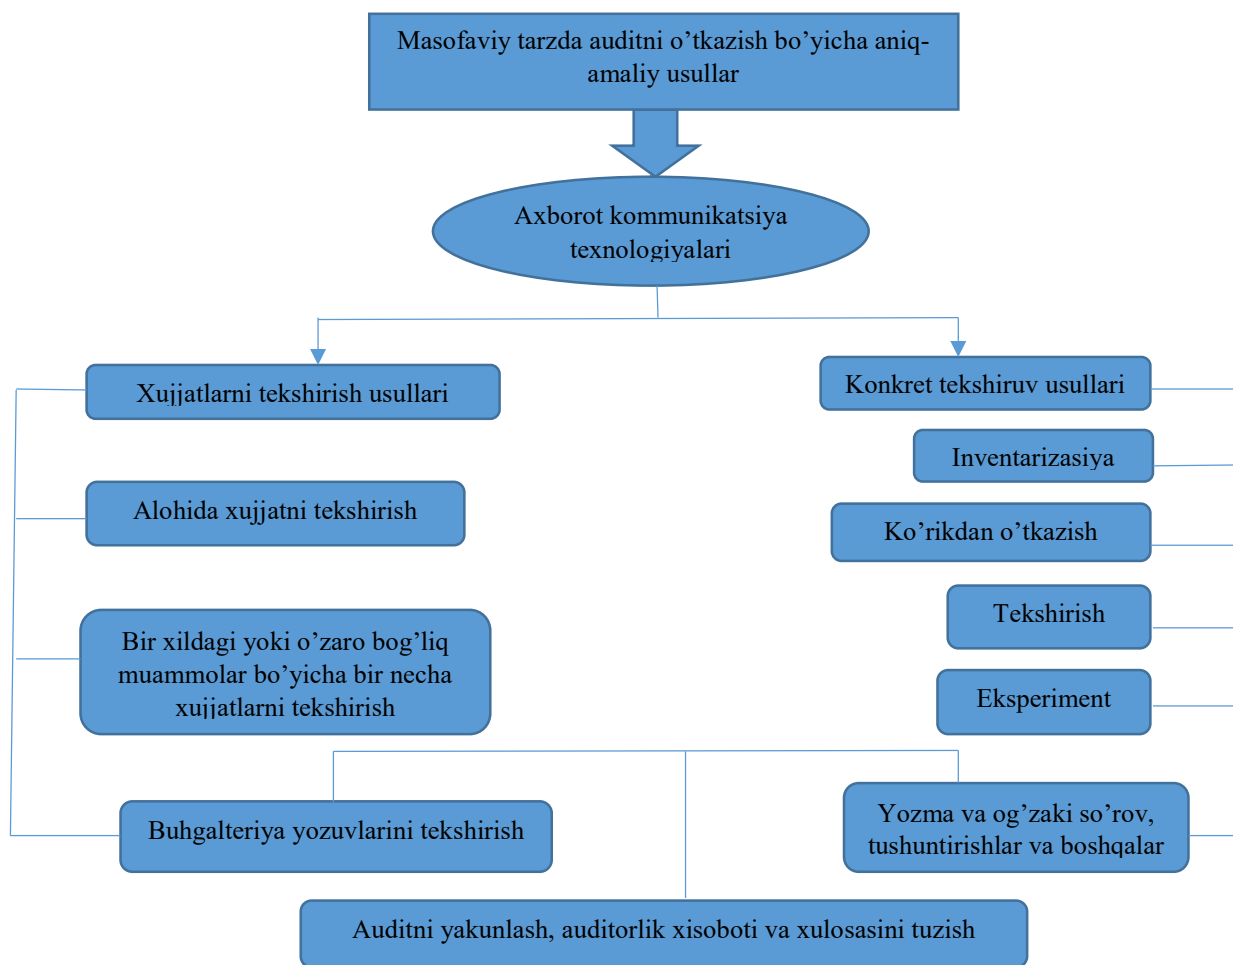 Masofaviy tarzda auditni o’tkazish bo’yicha aniq-
amaliy usullar
Axborot kommunikatsiya
texnologiyalari
Xujjatlarni tekshirish usullari
Alohida xujjatni tekshirish
Bir xildagi yoki o’zaro bog’liq
muammolar bo’yicha bir necha
xujjatlarni tekshirish
Buhgalteriya yozuvlarini tekshirish
Konkret tekshiruv usullari
Inventarizasiya
Ko’rikdan o’tkazish
Tekshirish
Eksperiment
Yozma va og’zaki so’rov,
tushuntirishlar va boshqalar
Auditni yakunlash, auditorlik xisoboti va xulosasini tuzish